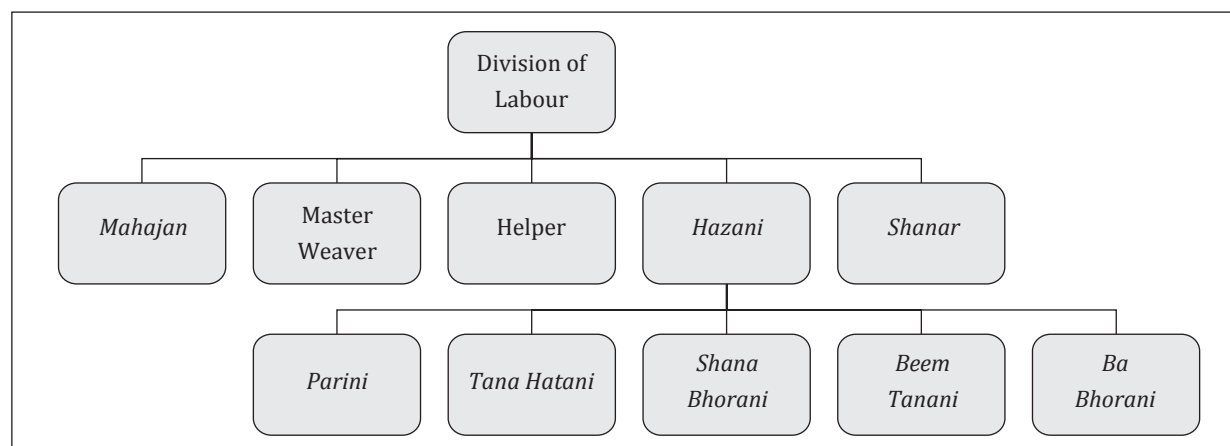 Division of
Labour
Mahajan
Master
Weaver
Helper
Hazani
Shanar
Parini
Tana Hatani
Shana
Bhorani
Beem
Tanani
Ba
Bhorani